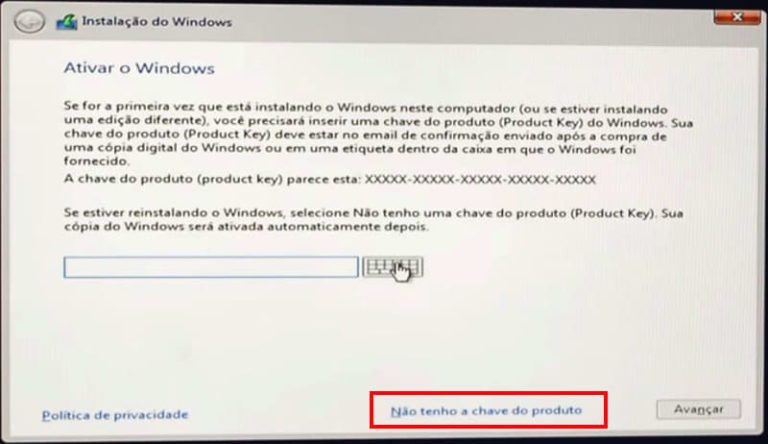 Instalação do Windows
Ativar o Windows
Se for a primeira vez que está instalando o Windows neste computador (ou se estiver instalando
uma edição diferente), você precisará inserir uma chave do produto (Product Key) do Windows. Sua
chave do produto (Product Key) deve estar no email de confirmação enviado após a compra de
uma cópia digital do Windows ou em uma etiqueta dentro da caixa em que o Windows foi
fornecido.
A chave do produto (product key) parece esta: XXXXX-XXXXX-XXXXX-XXXXX-XXXXX
Se estiver reinstalando o Windows, selecione Não tenho uma chave do produto (Product Key). Sua
cópia do Windows será ativada automaticamente depois.
Política de privacidade
Não tenho a chave do produto
Avançar